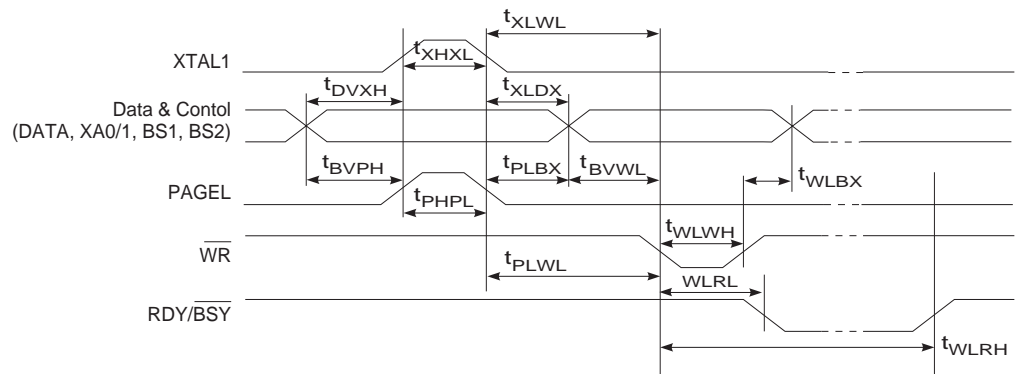 tXLWL
XTAL1
tXHXL
tDVXH
tXLDX
Data & Contol
(DATA, XA0/1, BS1, BS2)
tBVPH
tPLBX
tBVWL
tWLBX
PAGEL
tPHPL
tWLWH
WR
tPLWL
WLRL
RDY/BSY
tWLRH